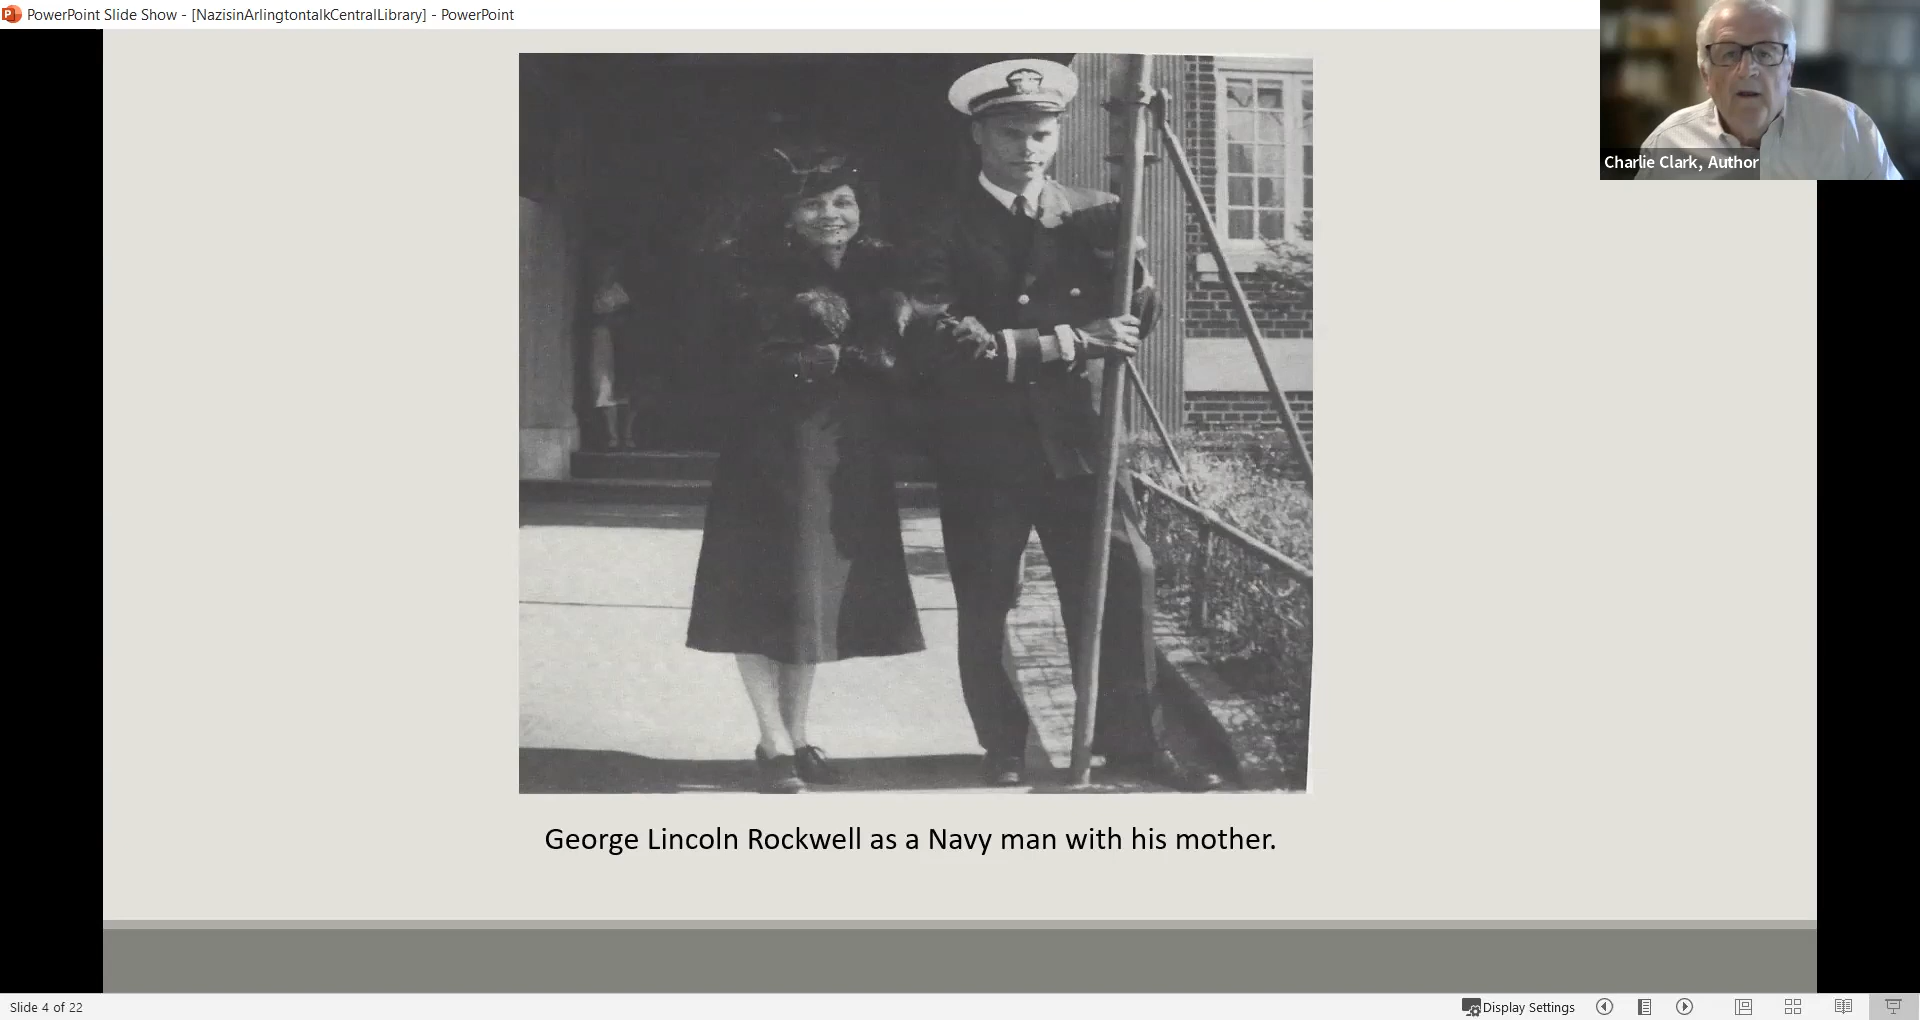 PowerPoint Slide Show - [NazisinArlingtontalkCentralLibrary] - PowerPoint
Charlie Clark, Author
George Lincoln Rockwell as a Navy man with his mother.
Slide 4 of 22
Display Settings